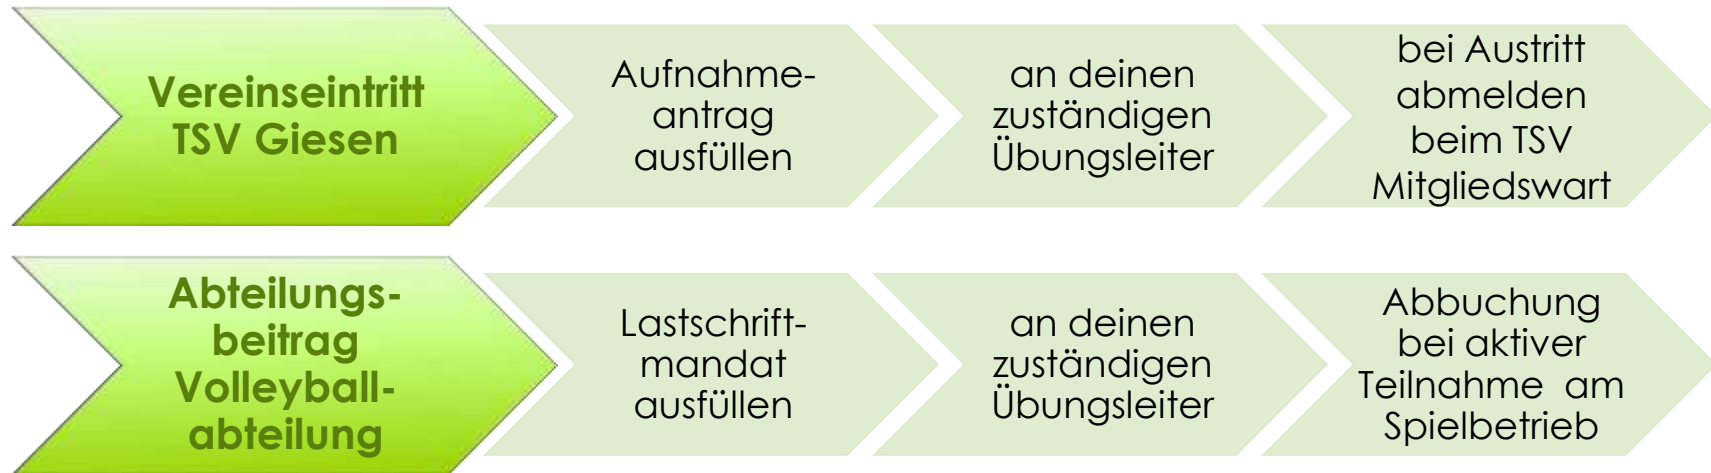 Vereinseintritt
TSV Giesen
Aufnahme-
antrag
ausfüllen
an deinen
zuständigen
Übungsleiter
bei Austritt
abmelden
beim TSV
Mitgliedswart
Abteilungs-
beitrag
Volleyball-
abteilung
Lastschrift-
mandat
ausfüllen
an deinen
zuständigen
Übungsleiter
Abbuchung
bei aktiver
Teilnahme am
Spielbetrieb